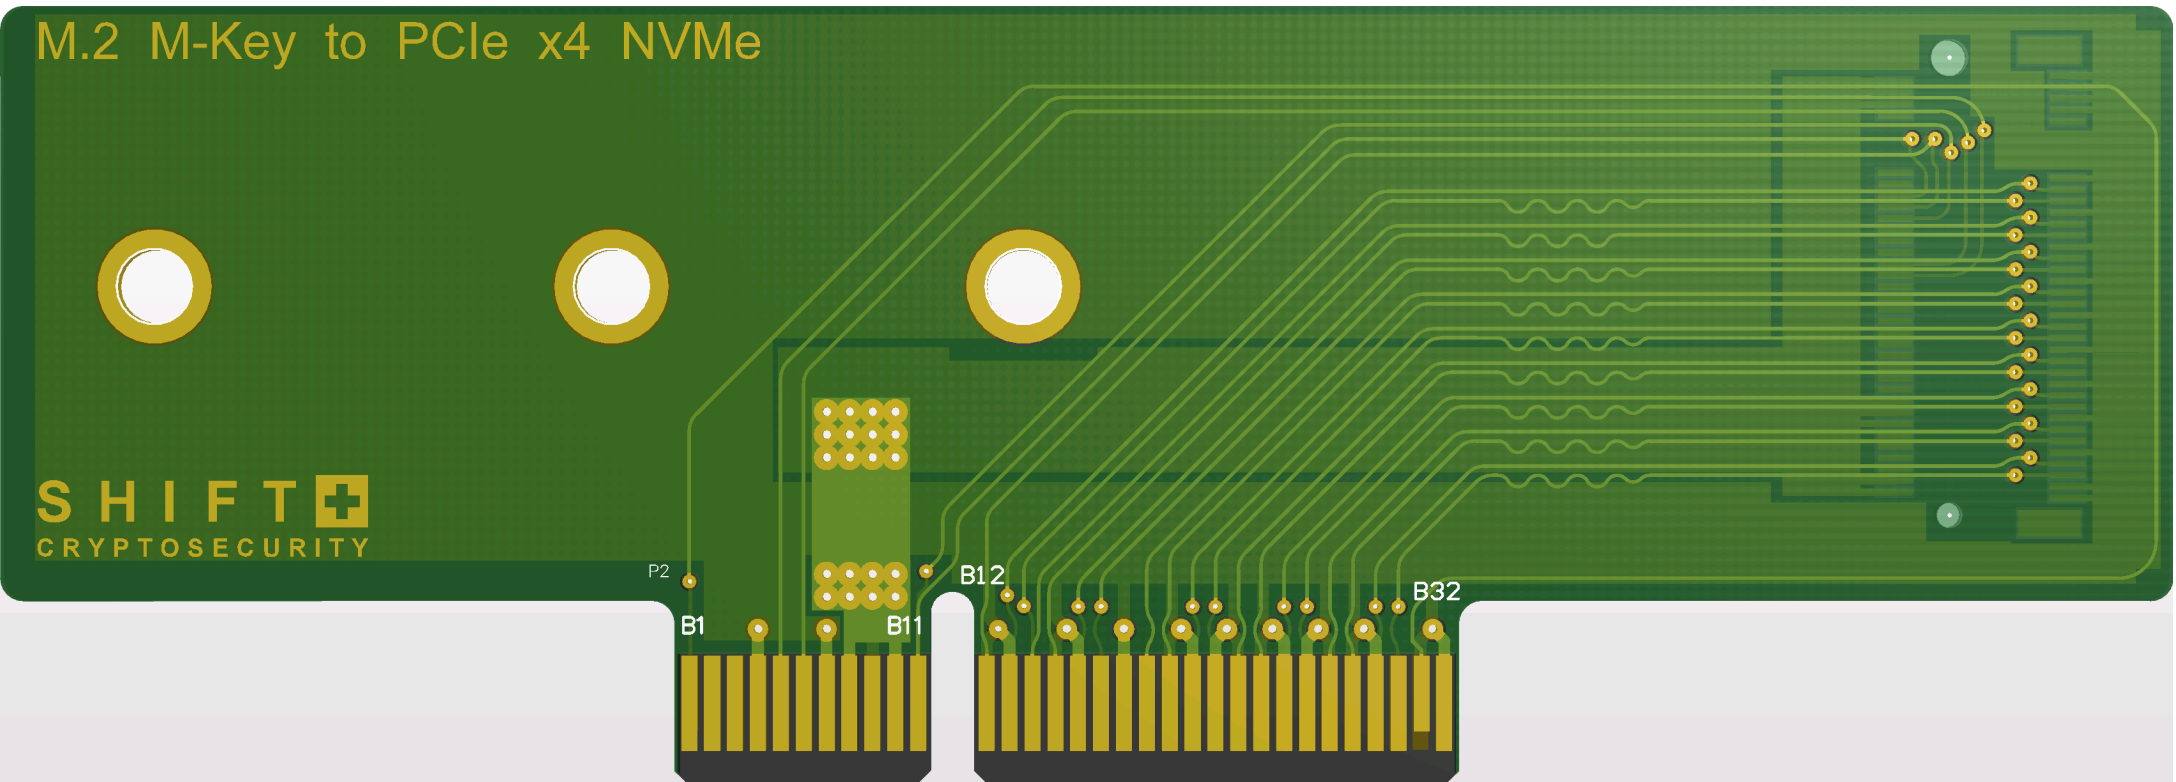 M.2 M-Key to PCIe x4 NVMe
SHIFT
CRYPTOSECURITY
P2
B12
B32
B1
B11